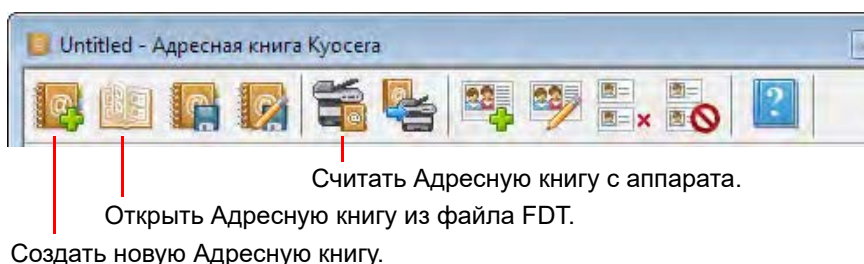 Untitled - Адресная книга Kyocera
Считать Адресную книгу с аппарата.
Открыть Адресную книгу из файла FDT.
Создать новую Адресную книгу.